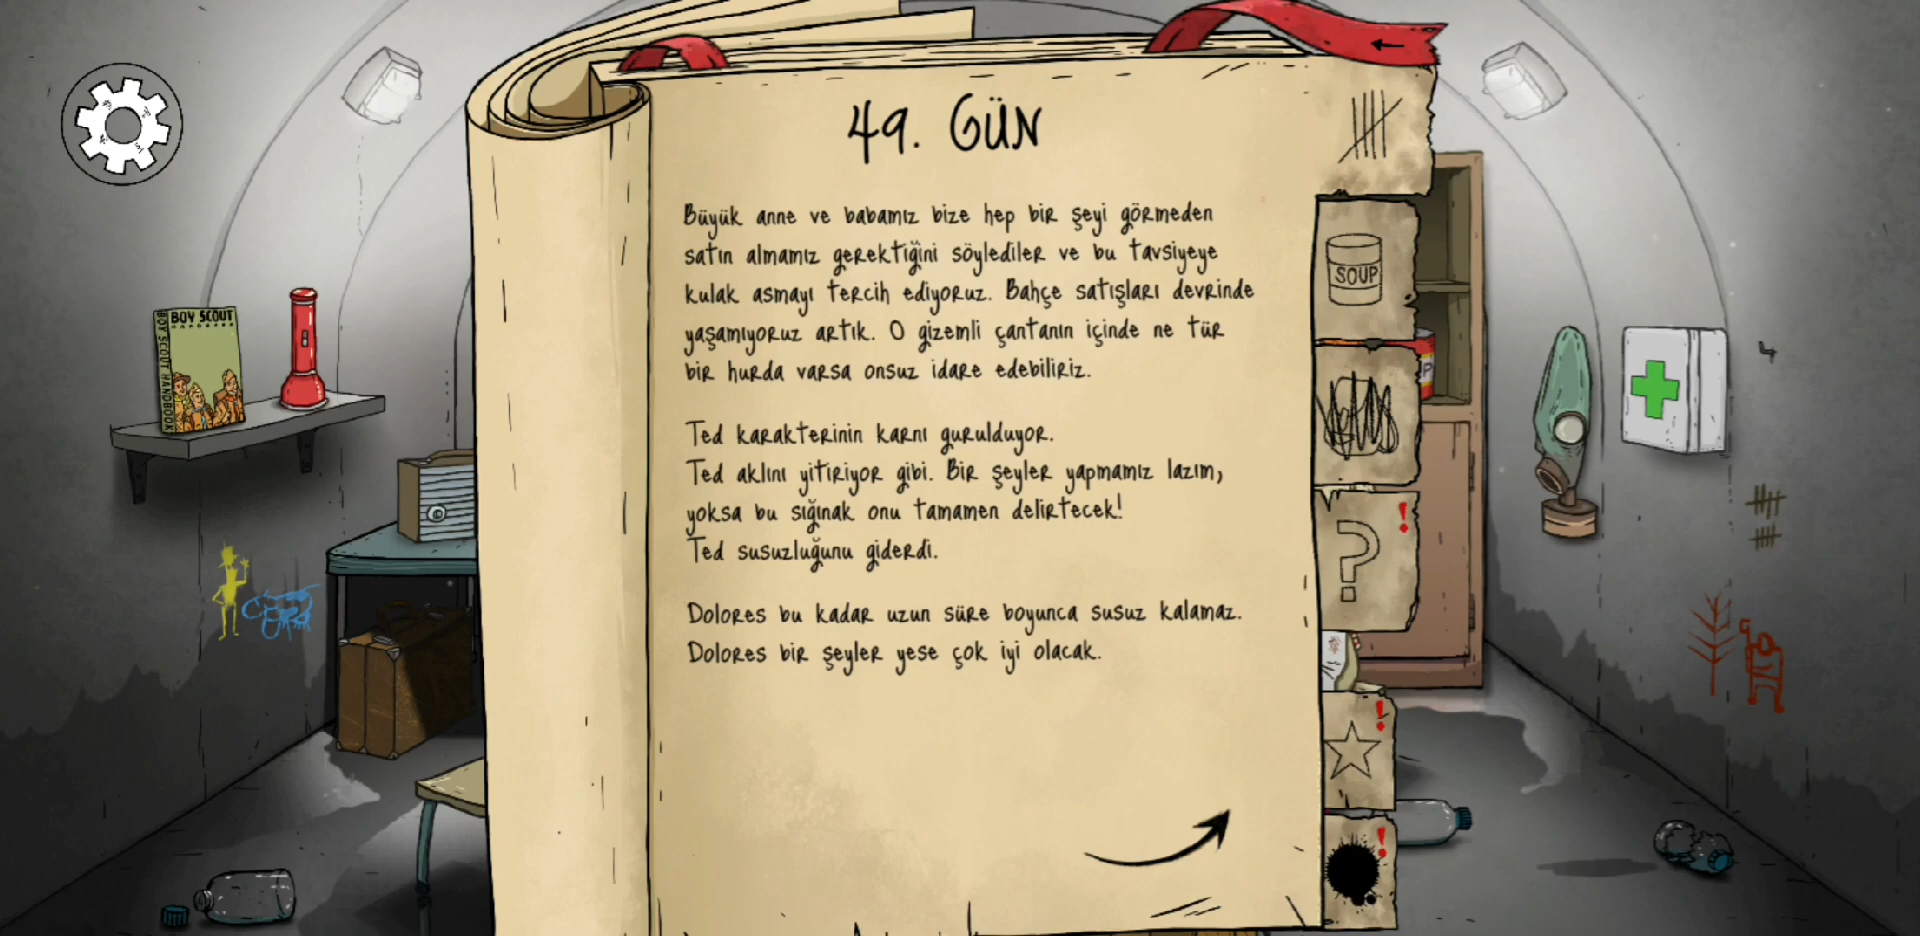 49. GÜN
Büyük anne ve babamız bize hep bir şeyi görmeden
satın almamız gerektiğini söylediler ve bu tavsiyeye
kulak asmayı tercih ediyoruz. Bahçe satışları devrinde
yaşamıyoruz artık. O gizemli çantanın içinde ne tür
bir hurda varsa onsuz idare edebiliriz.
Ted karakterinin karnı gurulduyor.
Ted aklını yitiriyor gibi. Bir şeyler yapmamız lazım,
yoksa bu sığınak onu tamamen delirtecek!
Ted susuzluğunu giderdi.
Dolores bu kadar uzun süre boyunca susuz kalamaz.
Dolores bir şeyler yese çok iyi olacak.
SOUP
?
!
!
!
BOY SCOUT
BOY SCOUT HANDBOOK